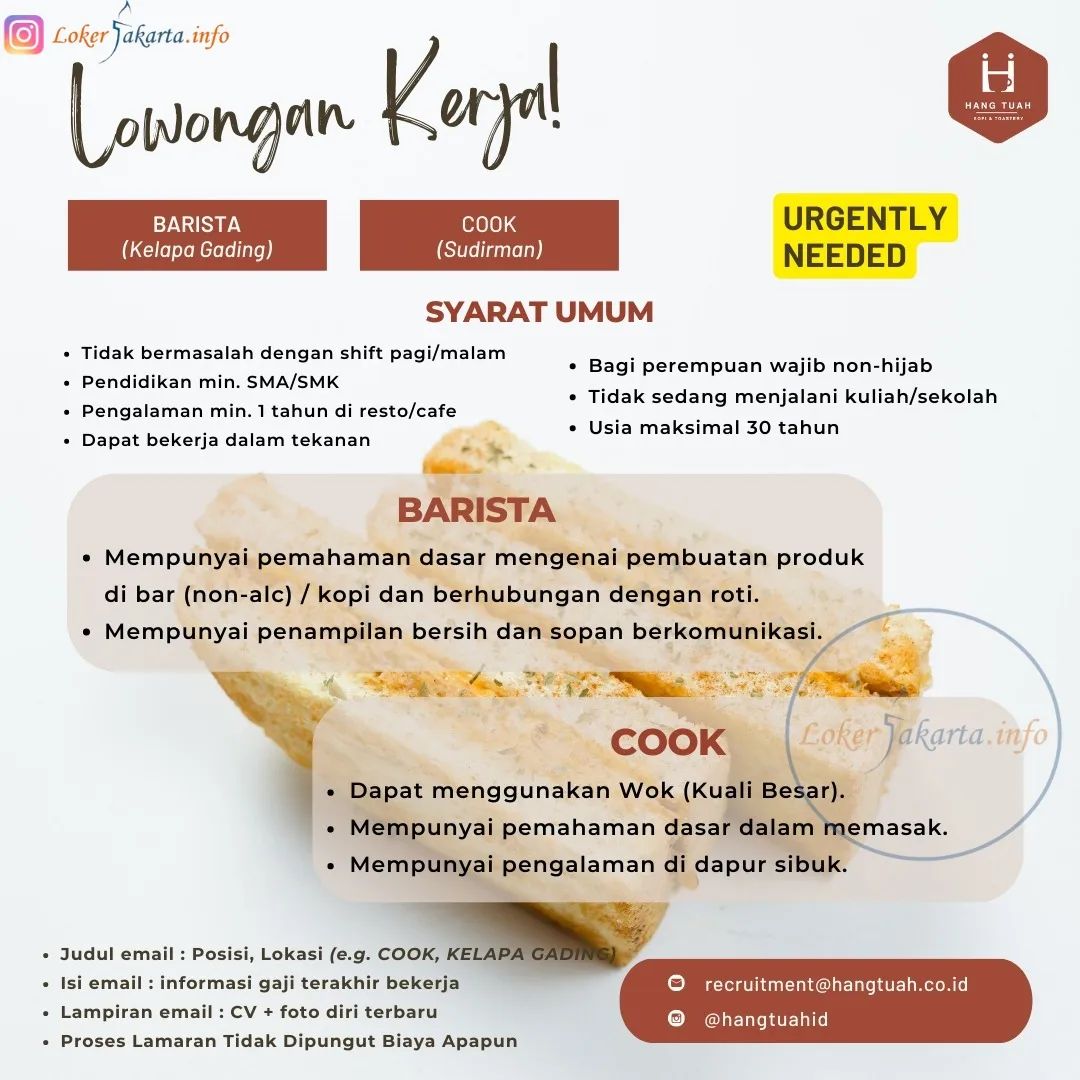 Loker Jakarta.info
Lowongan Kerja!
HANG TUAH
KOPI & TOASTERY
BARISTA
(Kelapa Gading)
COOK
(Sudirman)
URGENTLY
NEEDED
SYARAT UMUM
• Tidak bermasalah dengan shift pagi/malam
• Pendidikan min. SMA/SMK
• Pengalaman min. 1 tahun di resto/cafe
• Dapat bekerja dalam tekanan
• Bagi perempuan wajib non-hijab
• Tidak sedang menjalani kuliah/sekolah
• Usia maksimal 30 tahun
BARISTA
• Mempunyai pemahaman dasar mengenai pembuatan produk
di bar (non-alc) / kopi dan berhubungan dengan roti.
• Mempunyai penampilan bersih dan sopan berkomunikasi.
Loker Jakarta.info
COOK
• Dapat menggunakan Wok (Kuali Besar).
• Mempunyai pemahaman dasar dalam memasak.
• Mempunyai pengalaman di dapur sibuk.
• Judul email : Posisi, Lokasi (e.g. COOK, KELAPA GADING)
• Isi email : informasi gaji terakhir bekerja
• Lampiran email : CV + foto diri terbaru
• Proses Lamaran Tidak Dipungut Biaya Apapun
recruitment@hangtuah.co.id
@hangtuahid